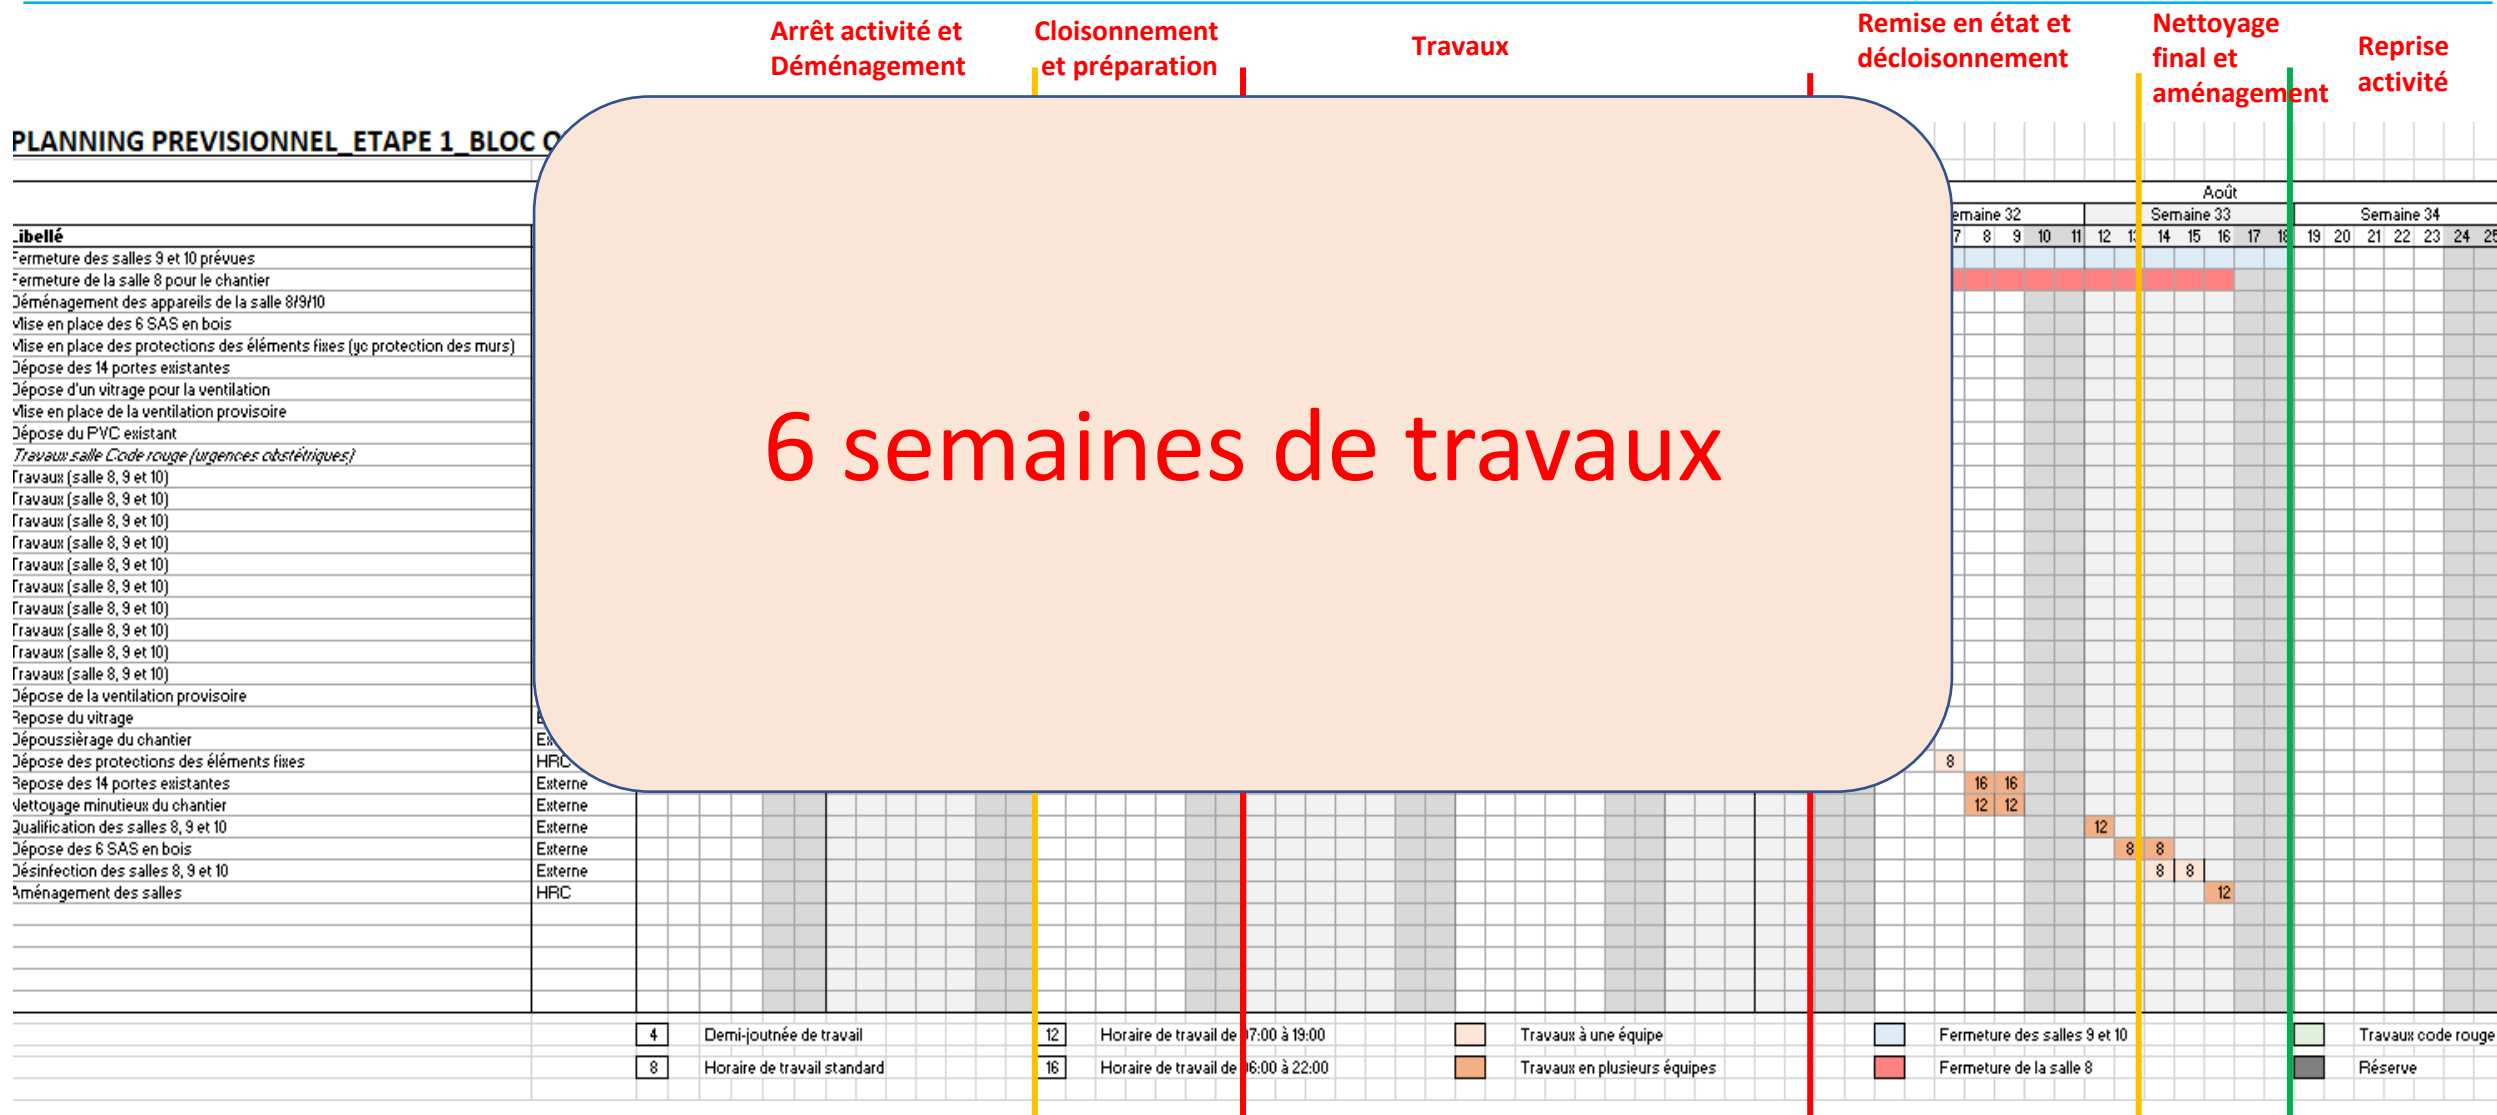 Arrêt activité et
Déménagement
Cloisonnement
et préparation
Travaux
Remise en état et
décloisonnement
Nettoyage
final et
aménagement
Reprise
activité
PLANNING PREVISIONNEL_ETAPE 1_BLOC
Août
Semaine 33 Semaine 34
Libellé 7 8 9 10 11 12 13 14 15 16 17 18 19 20 21 22 23 24 25
Fermeture des salles 9 et 10 prévues
Fermeture de la salle 8 pour le chantier
Déménagement des appareils de la salle 8/9/10
Mise en place des 6 SAS en bois
Mise en place des protections des éléments fixes (yc protection des murs)
Dépose des 14 portes existantes
Dépose d'un vitrage pour la ventilation
Mise en place de la ventilation provisoire
Dépose du PVC existant
Travaux salle Code rouge (urgences obstétriques)
Travaux (salle 8, 9 et 10)
Travaux (salle 8, 9 et 10)
Travaux (salle 8, 9 et 10)
Travaux (salle 8, 9 et 10)
Travaux (salle 8, 9 et 10)
Travaux (salle 8, 9 et 10)
Travaux (salle 8, 9 et 10)
Travaux (salle 8, 9 et 10)
Travaux (salle 8, 9 et 10)
Travaux (salle 8, 9 et 10)
6 semaines de travaux
Dépose de la ventilation provisoire
Repose du vitrage
Dépoussièrage du chantier
Dépose des protections des éléments fixes HRC 8
Repose des 14 portes existantes Externe 16 16
Nettoyage minutieux du chantier Externe 12 12
Qualification des salles 8, 9 et 10 Externe 12
Dépose des 6 SAS en bois Externe 8 8
Désinfection des salles 8, 9 et 10 Externe 8 8
Aménagement des salles HRC 12
4 Demi-joutnée de travail 12 Horaire de travail de 07:00 à 19:00 Travaux à une équipe Fermeture des salles 9 et 10 Travaux code rouge
8 Horaire de travail standard 16 Horaire de travail de 06:00 à 22:00 Travaux en plusieurs équipes Fermeture de la salle 8 Réserve